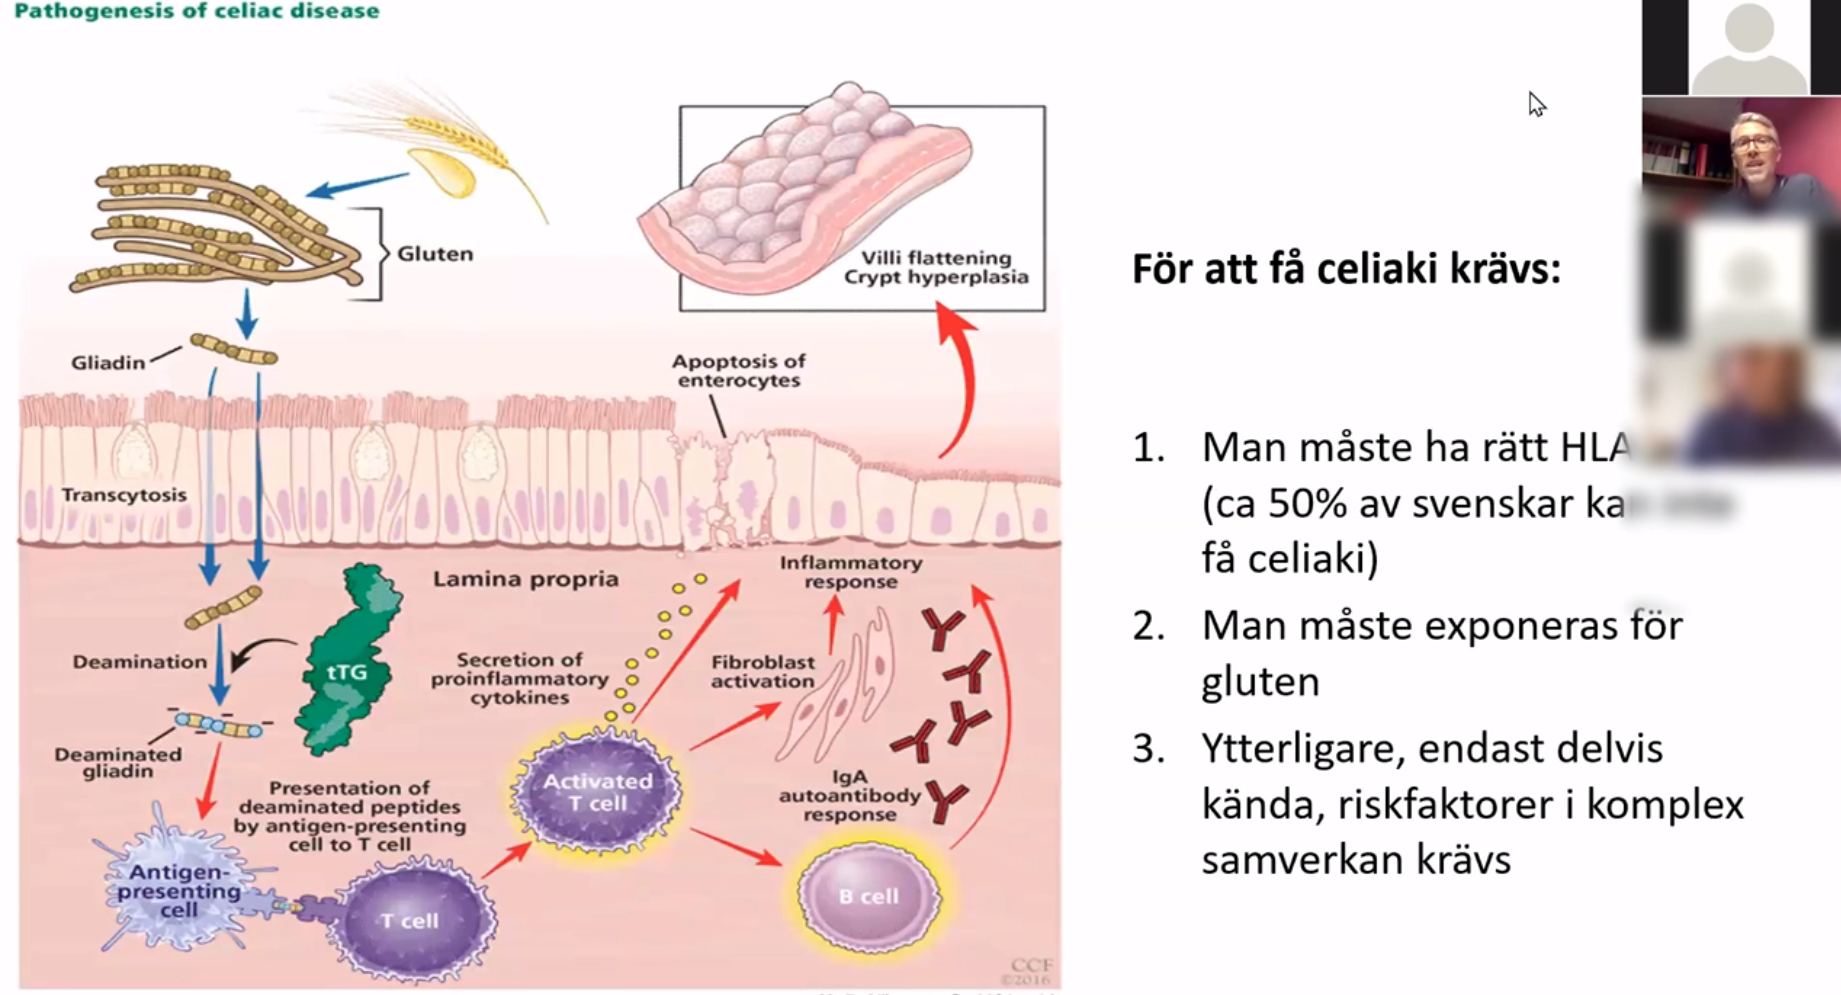 Pathogenesis of celiac disease
Gluten
Villi flattening
Crypt hyperplasia
Gliadin
Apoptosis of
enterocytes
Transcytosis
Lamina propria
Inflammatory
response
Deamination
tTG
Secretion of
proinflammatory
cytokines
Fibroblast
activation
Deaminated
gliadin
Presentation of
deaminated peptides
by antigen-presenting
cell to T cell
Activated
T cell
IgA
autoantibody
response
Antigen-
presenting
cell
T cell
B cell
CCF
©2016
För att få celiaki krävs:
1. Man måste ha rätt HLA
(ca 50% av svenskar
få celiaki)
2. Man måste exponeras för
gluten
3. Ytterligare, endast delvis
kända, riskfaktorer i komplex
samverkan krävs